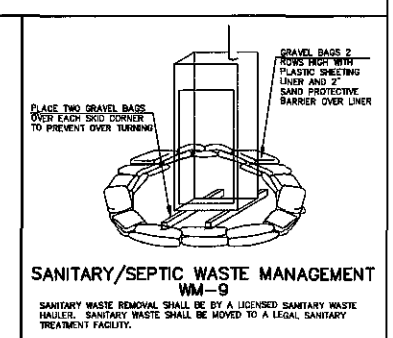 GRAVEL BAGS 2
ROWS HIGH WITH
PLASTIC SHEETING
LINER AND 2"
SAND PROTECTIVE
BARRIER OVER LINER
PLACE TWO GRAVEL BAGS
OVER EACH SKID CORNER
TO PREVENT OVER TURNING
SANITARY/SEPTIC WASTE MANAGEMENT
WM-9
SANITARY WASTE REMOVAL SHALL BE BY A LICENSED SANITARY WASTE
HAULER. SANITARY WASTE SHALL BE MOVED TO A LEGAL SANITARY
TREATMENT FACILITY.